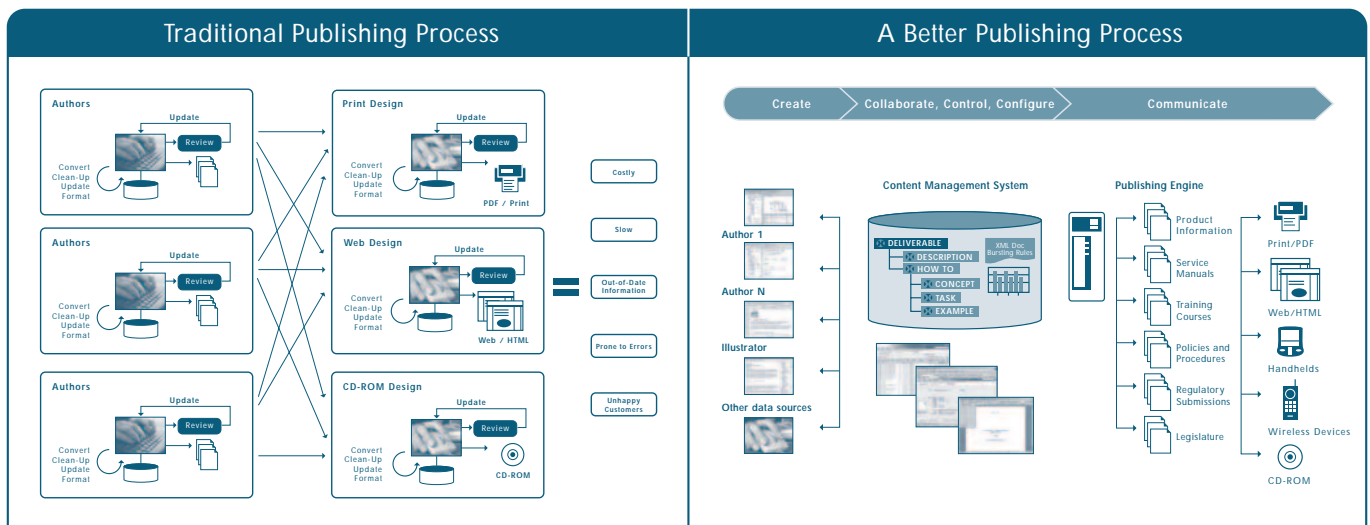 Traditional Publishing Process
Authors
Update
Review
Convert
Clean-Up
Update
Format
Authors
Update
Review
Convert
Clean-Up
Update
Format
Authors
Update
Review
Convert
Clean-Up
Update
Format
Print Design
Update
Review
Convert
Clean-Up
Update
Format
PDF / Print
Web Design
Update
Review
Convert
Clean-Up
Update
Format
Web / HTML
CD-ROM Design
Update
Review
Convert
Clean-Up
Update
Format
CD-ROM
Costly
Slow
Out-of-Date
Information
Prone to Errors
Unhappy
Customers
A Better Publishing Process
Create
Collaborate, Control, Configure
Communicate
Author 1
Author N
Illustrator
Other data sources
Content Management System
DELIVERABLE
DESCRIPTION
HOW TO
CONCEPT
TASK
EXAMPLE
XML Doc
Bursting Rules
Publishing Engine
Product
Information
Service
Manuals
Training
Courses
Policies and
Procedures
Regulatory
Submissions
Legislature
Print/PDF
Web/HTML
Handhelds
Wireless Devices
CD-ROM